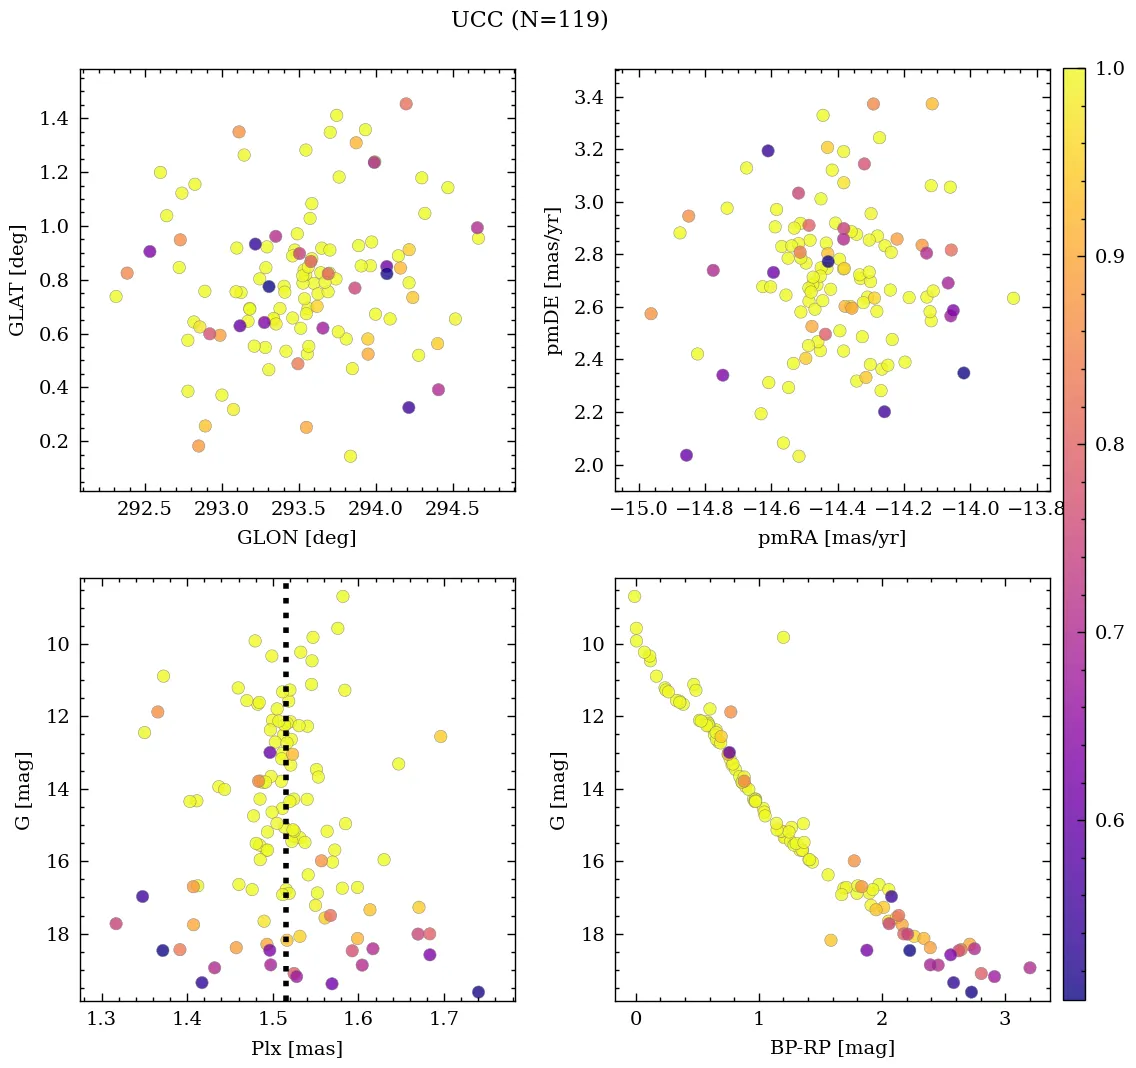 UCC (N=119)
1.4
1.2
1.0
0.8
0.6
0.4
0.2
GLAT [deg]
292.5 293.0 293.5 294.0 294.5
GLON [deg]
3.4
3.2
3.0
2.8
2.6
2.4
2.2
2.0
pmDE [mas/yr]
−15.0 −14.8 −14.6 −14.4 −14.2 −14.0 −13.8
pmRA [mas/yr]
1.0
0.9
0.8
0.7
0.6
10
12
14
16
18
G [mag]
1.3 1.4 1.5 1.6 1.7
Plx [mas]
10
12
14
16
18
G [mag]
0 1 2 3
BP-RP [mag]